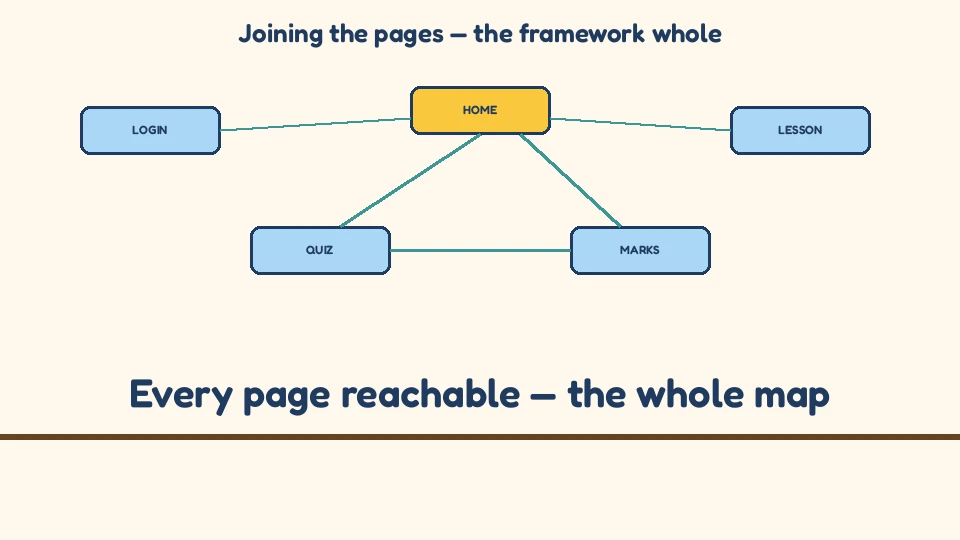 Joining the pages — the framework whole
HOME
LOGIN
LESSON
QUIZ
MARKS
Every page reachable — the whole map